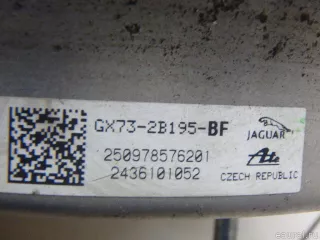 GX73-2B195-BF
JAGUAR
250978576201
Ate
2436101052
CZECH REPUBLIC